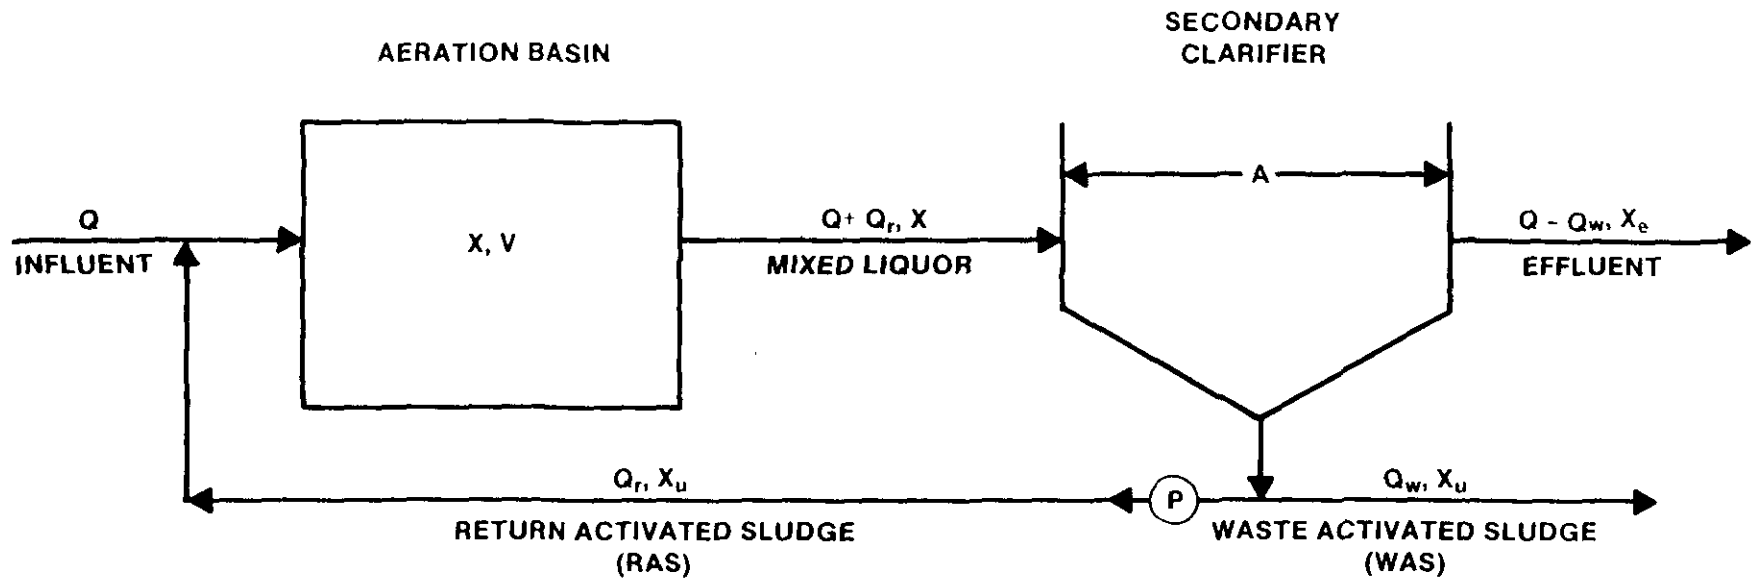 SECONDARY
CLARIFIER
AERATION BASIN
A
Q
Q+ Qr, X
Q - Qw, Xe
X, V
INFLUENT
MIXED LIQUOR
EFFLUENT
Qr, Xu
Qw, Xu
P
RETURN ACTIVATED SLUDGE
(RAS)
WASTE ACTIVATED SLUDGE
(WAS)